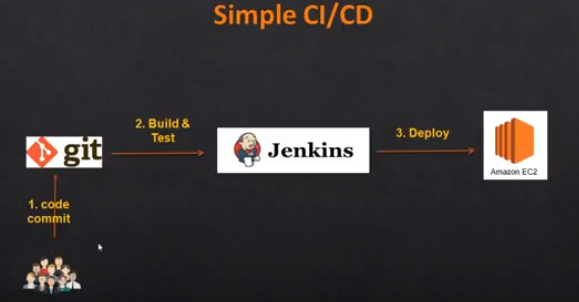 Simple CI/CD
2. Build &
Test
3. Deploy
git
Jenkins
Amazon EC2
1. code
commit